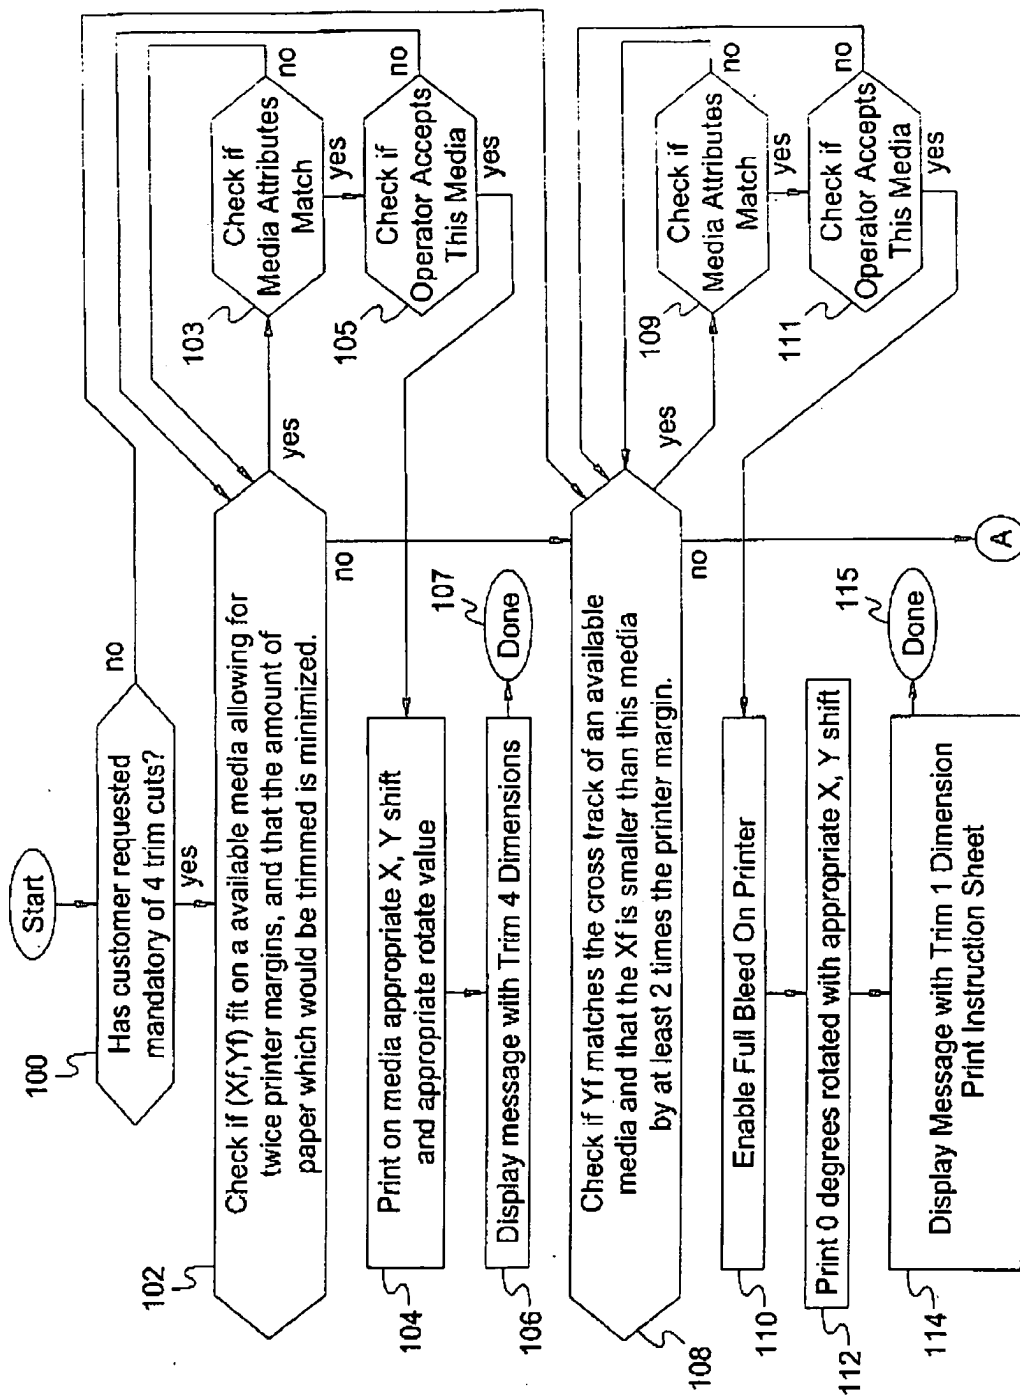 Start
100
Has customer requested
mandatory of 4 trim cuts?
no
yes
102
Check if (Xf,Yf) fit on a available media allowing for
twice printer margins, and that the amount of
paper which would be trimmed is minimized.
yes
no
103
Check if
Media Attributes
Match
no
yes
105
Check if
Operator Accepts
This Media
no
yes
104
Print on media appropriate X, Y shift
and appropriate rotate value
106
Display message with Trim 4 Dimensions
107
Done
108
Check if Yf matches the cross track of an available
media and that the Xf is smaller than this media
by at least 2 times the printer margin.
yes
no
109
Check if
Media Attributes
Match
no
yes
111
Check if
Operator Accepts
This Media
no
yes
110
Enable Full Bleed On Printer
112
Print 0 degrees rotated with appropriate X, Y shift
114
Display Message with Trim 1 Dimension
Print Instruction Sheet
115
Done
A